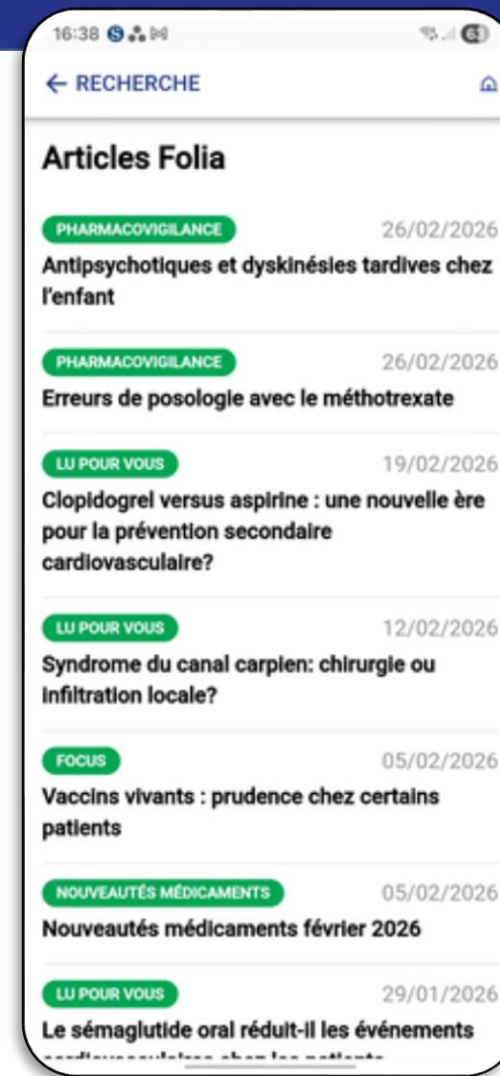 16:38
← RECHERCHE
Articles Folia
PHARMACOVIGILANCE 26/02/2026
Antipsychotiques et dyskinésies tardives chez
l'enfant
PHARMACOVIGILANCE 26/02/2026
Erreurs de posologie avec le méthotrexate
LU POUR VOUS 19/02/2026
Clopidogrel versus aspirine : une nouvelle ère
pour la prévention secondaire
cardiovasculaire?
LU POUR VOUS 12/02/2026
Syndrome du canal carpien: chirurgie ou
infiltration locale?
FOCUS 05/02/2026
Vaccins vivants : prudence chez certains
patients
NOUVEAUTÉS MÉDICAMENTS 05/02/2026
Nouveautés médicaments février 2026
LU POUR VOUS 29/01/2026
Le sémaglutide oral réduit-il les événements